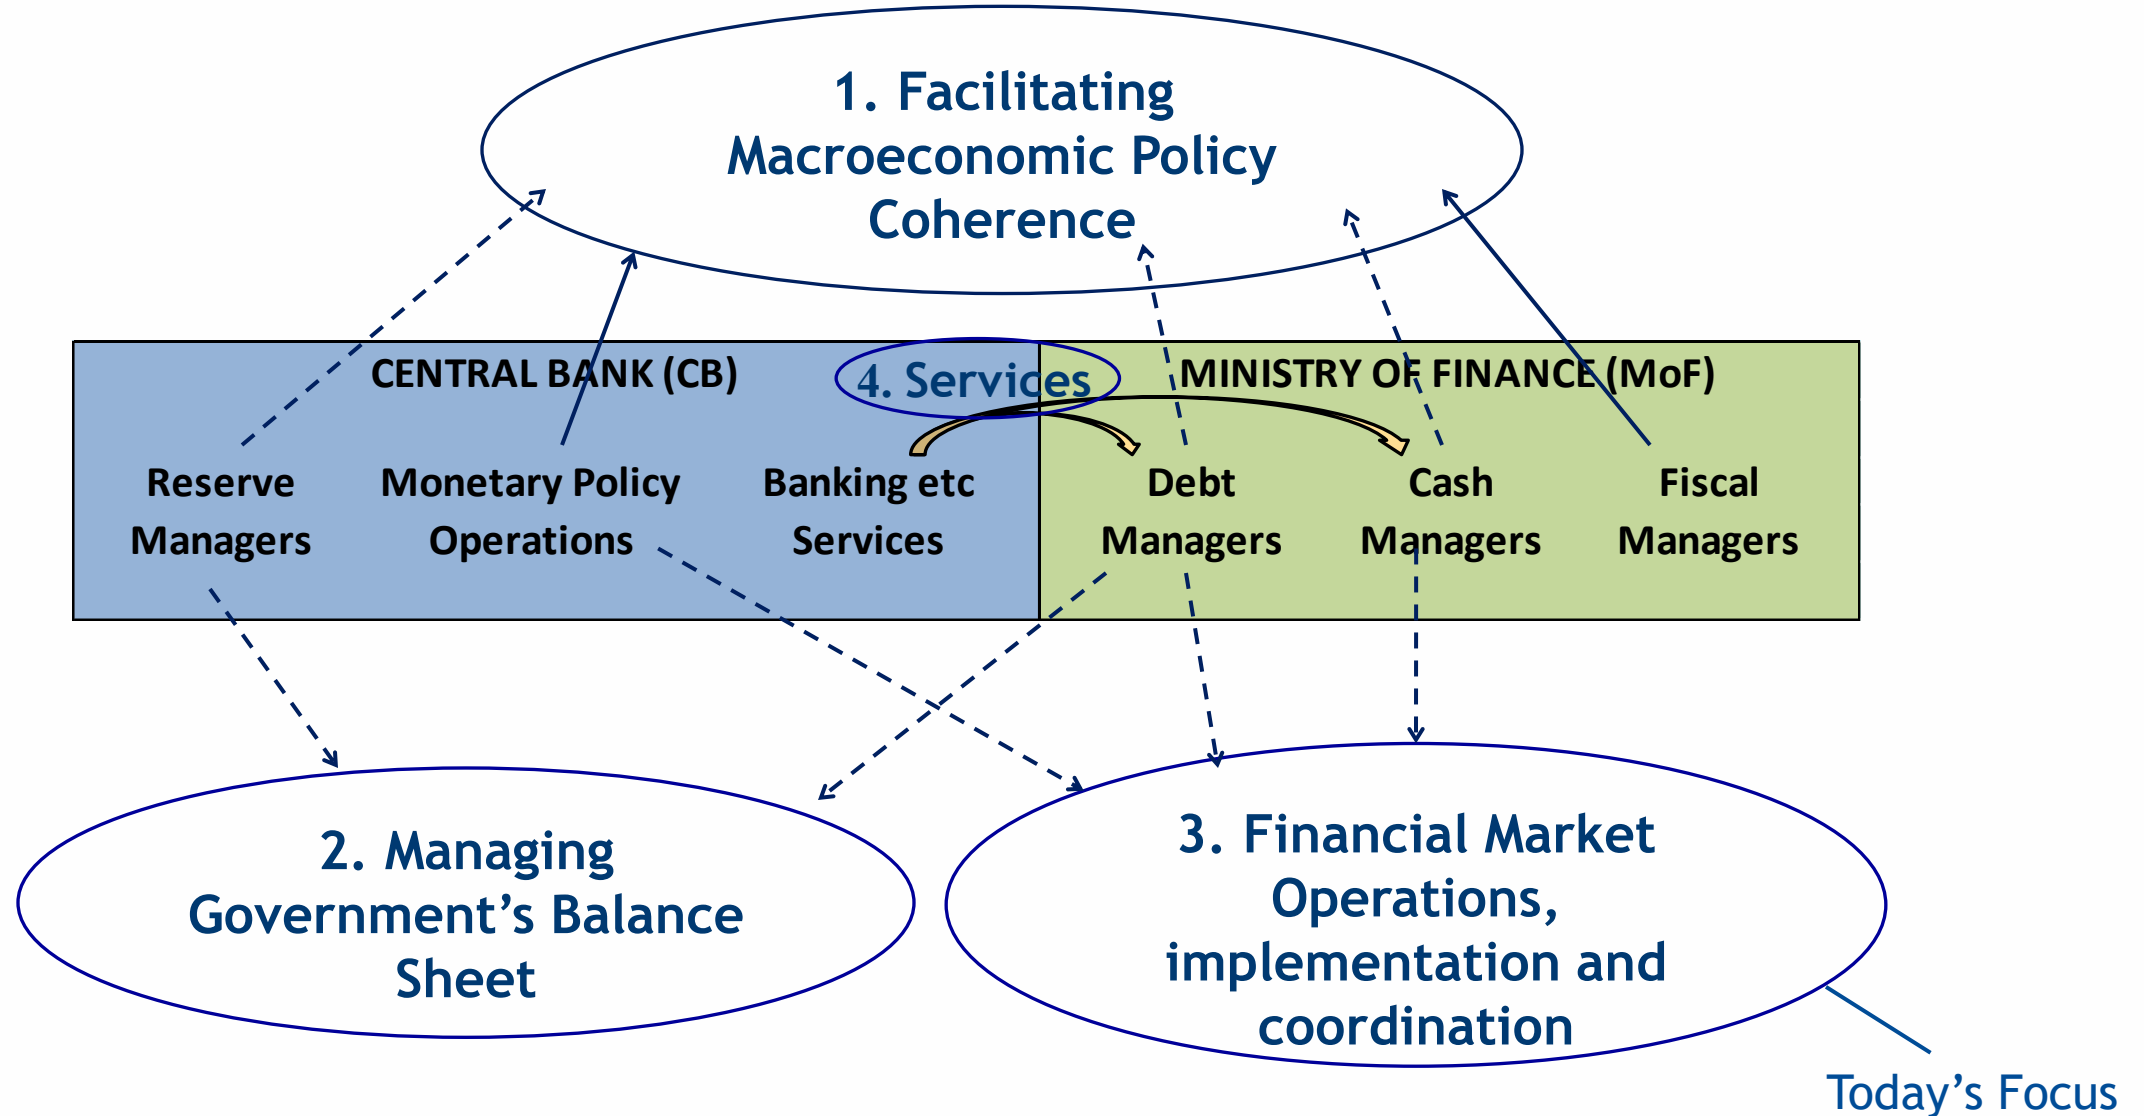 1. Facilitating
Macroeconomic Policy
Coherence
CENTRAL BANK (CB)
4. Services
MINISTRY OF FINANCE (MoF)
Reserve
Managers
Monetary Policy
Operations
Banking etc
Services
Debt
Managers
Cash
Managers
Fiscal
Managers
2. Managing
Government’s Balance
Sheet
3. Financial Market
Operations,
implementation and
coordination
Today’s Focus